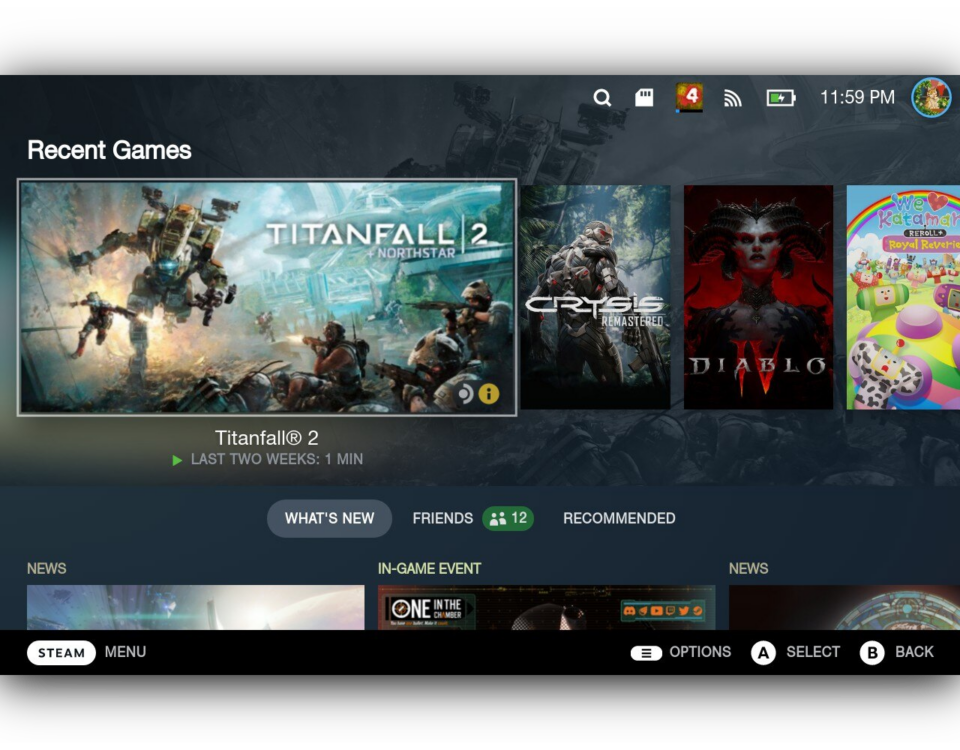 4
11:59 PM
Recent Games
TITANFALL 2
+ NORTHSTAR
CRYSIS
REMASTERED
DIABLO
IV
We
Katamari
REROLL+
Royal Reverie
Titanfall® 2
LAST TWO WEEKS: 1 MIN
WHAT'S NEW
FRIENDS 12
RECOMMENDED
NEWS
IN-GAME EVENT
NEWS
ONE IN THE
CHAMBER
STEAM MENU
OPTIONS
A SELECT
B BACK